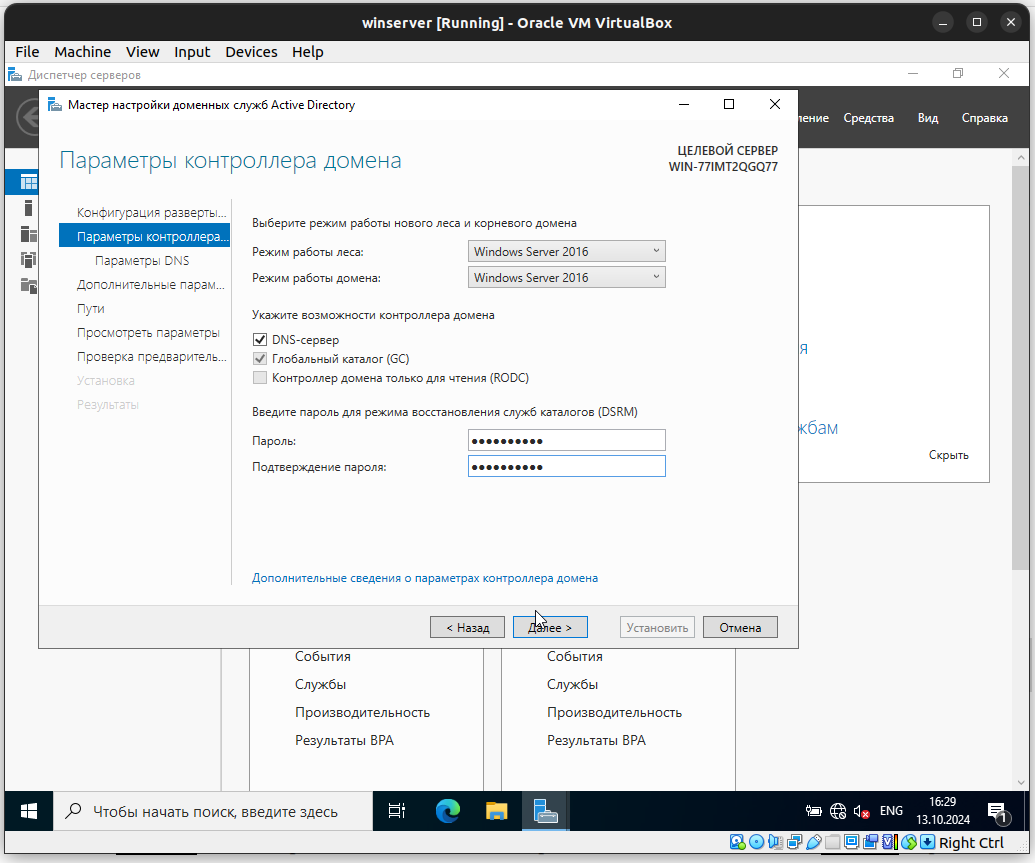 winserver [Running] - Oracle VM VirtualBox
File Machine View Input Devices Help
Диспетчер серверов
Мастер настройки доменных служб Active Directory
ление Средства Вид Справка
Параметры контроллера домена
ЦЕЛЕВОЙ СЕРВЕР
WIN-77IMT2QGQ77
Конфигурация разверты...
Параметры контроллера...
Параметры DNS
Дополнительные парам...
Пути
Просмотреть параметры
Проверка предваритель...
Установка
Результаты
Выберите режим работы нового леса и корневого домена
Режим работы леса: Windows Server 2016
Режим работы домена: Windows Server 2016
Укажите возможности контроллера домена
DNS-сервер
Глобальный каталог (GC)
Контроллер домена только для чтения (RODC)
Введите пароль для режима восстановления служб каталогов (DSRM)
Пароль: ●●●●●●●●●●
Подтверждение пароля: ●●●●●●●●●●
Дополнительные сведения о параметрах контроллера домена
< Назад Далее > Установить Отмена
я
жбам
Скрыть
События
Службы
Производительность
Результаты BPA
События
Службы
Производительность
Результаты BPA
Чтобы начать поиск, введите здесь
ENG
16:29
13.10.2024
1
Right Ctrl